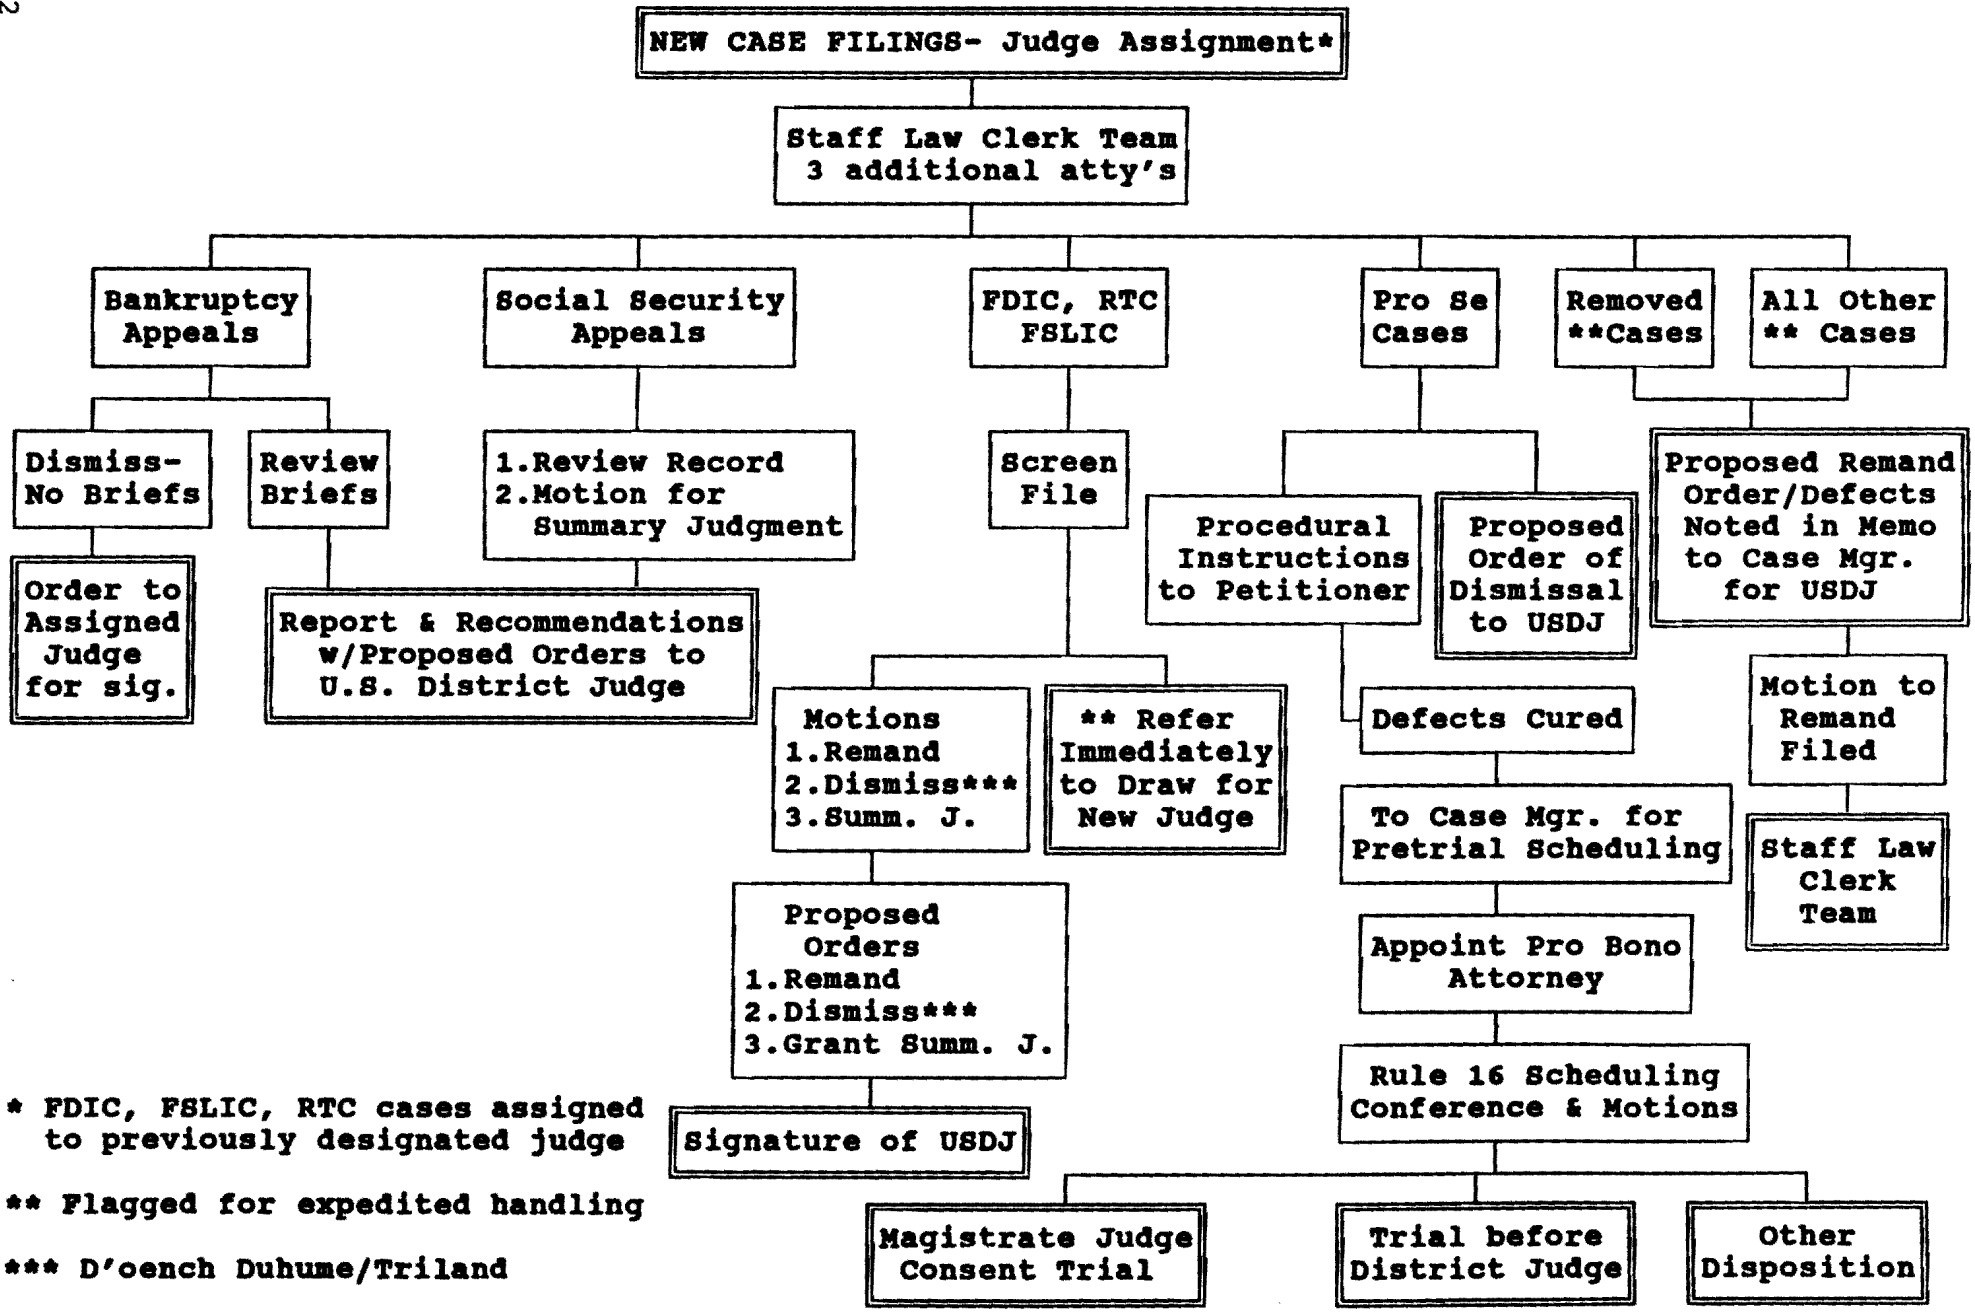 2
NEW CASE FILINGS- Judge Assignment*
Staff Law Clerk Team
3 additional atty's
Bankruptcy
Appeals
Social Security
Appeals
FDIC, RTC
FSLIC
Pro Se
Cases
Removed
**Cases
All Other
** Cases
Dismiss-
No Briefs
Review
Briefs
1.Review Record
2.Motion for
Summary Judgment
Screen
File
Procedural
Instructions
to Petitioner
Proposed
Order of
Dismissal
to USDJ
Proposed Remand
Order/Defects
Noted in Memo
to Case Mgr.
for USDJ
Order to
Assigned
Judge
for sig.
Report & Recommendations
w/Proposed Orders to
U.S. District Judge
Motions
1.Remand
2.Dismiss***
3.Summ. J.
** Refer
Immediately
to Draw for
New Judge
Defects Cured
Motion to
Remand
Filed
To Case Mgr. for
Pretrial Scheduling
Staff Law
Clerk
Team
Proposed
Orders
1.Remand
2.Dismiss***
3.Grant Summ. J.
Appoint Pro Bono
Attorney
Rule 16 Scheduling
Conference & Motions
Signature of USDJ
Magistrate Judge
Consent Trial
Trial before
District Judge
Other
Disposition
* FDIC, FSLIC, RTC cases assigned
to previously designated judge
** Flagged for expedited handling
*** D'oench Duhume/Triland